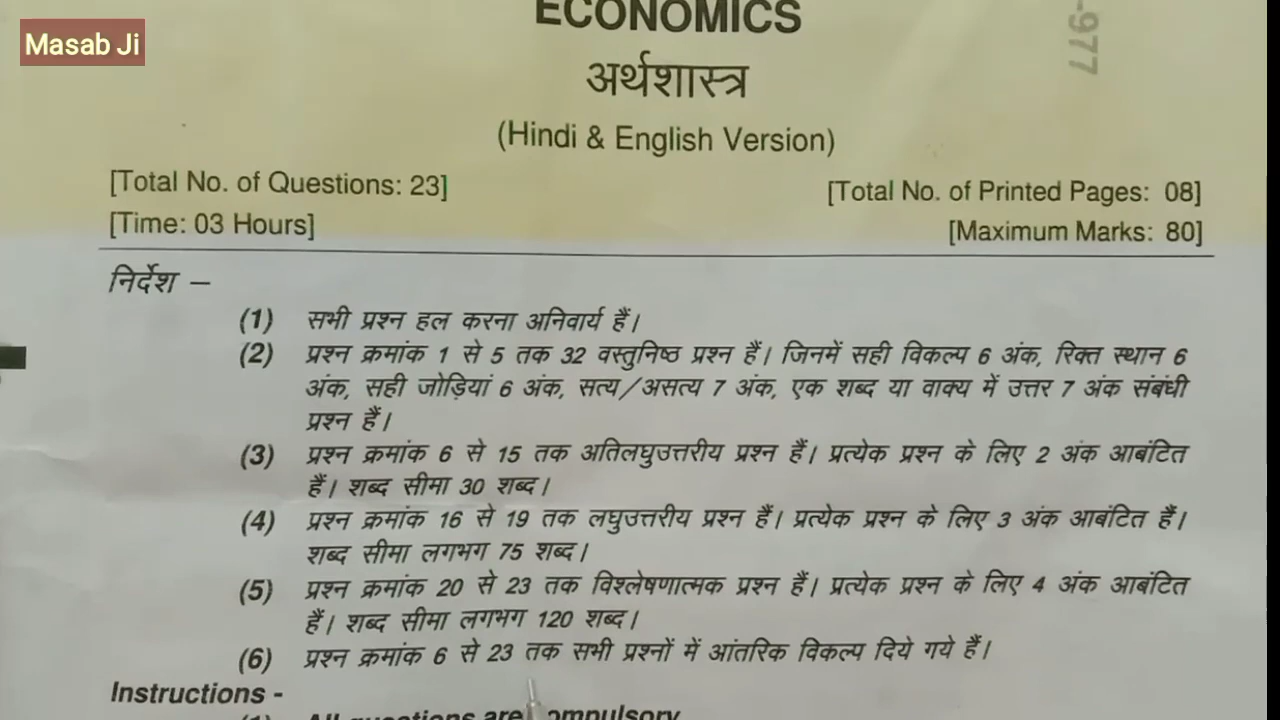 Masab Ji
ECONOMICS
-977
अर्थशास्त्र
(Hindi & English Version)
[Total No. of Questions: 23]
[Total No. of Printed Pages: 08]
[Time: 03 Hours]
[Maximum Marks: 80]
निर्देश –
(1) सभी प्रश्न हल करना अनिवार्य हैं।
(2) प्रश्न क्रमांक 1 से 5 तक 32 वस्तुनिष्ठ प्रश्न हैं। जिनमें सही विकल्प 6 अंक, रिक्त स्थान 6
अंक, सही जोड़ियां 6 अंक, सत्य/असत्य 7 अंक, एक शब्द या वाक्य में उत्तर 7 अंक संबंधी
प्रश्न हैं।
(3) प्रश्न क्रमांक 6 से 15 तक अतिलघुउत्तरीय प्रश्न हैं। प्रत्येक प्रश्न के लिए 2 अंक आबंटित
हैं। शब्द सीमा 30 शब्द।
(4) प्रश्न क्रमांक 16 से 19 तक लघुउत्तरीय प्रश्न हैं। प्रत्येक प्रश्न के लिए 3 अंक आबंटित हैं।
शब्द सीमा लगभग 75 शब्द।
(5) प्रश्न क्रमांक 20 से 23 तक विश्लेषणात्मक प्रश्न हैं। प्रत्येक प्रश्न के लिए 4 अंक आबंटित
हैं। शब्द सीमा लगभग 120 शब्द।
(6) प्रश्न क्रमांक 6 से 23 तक सभी प्रश्नों में आंतरिक विकल्प दिये गये हैं।
Instructions -
(1) All questions are compulsory